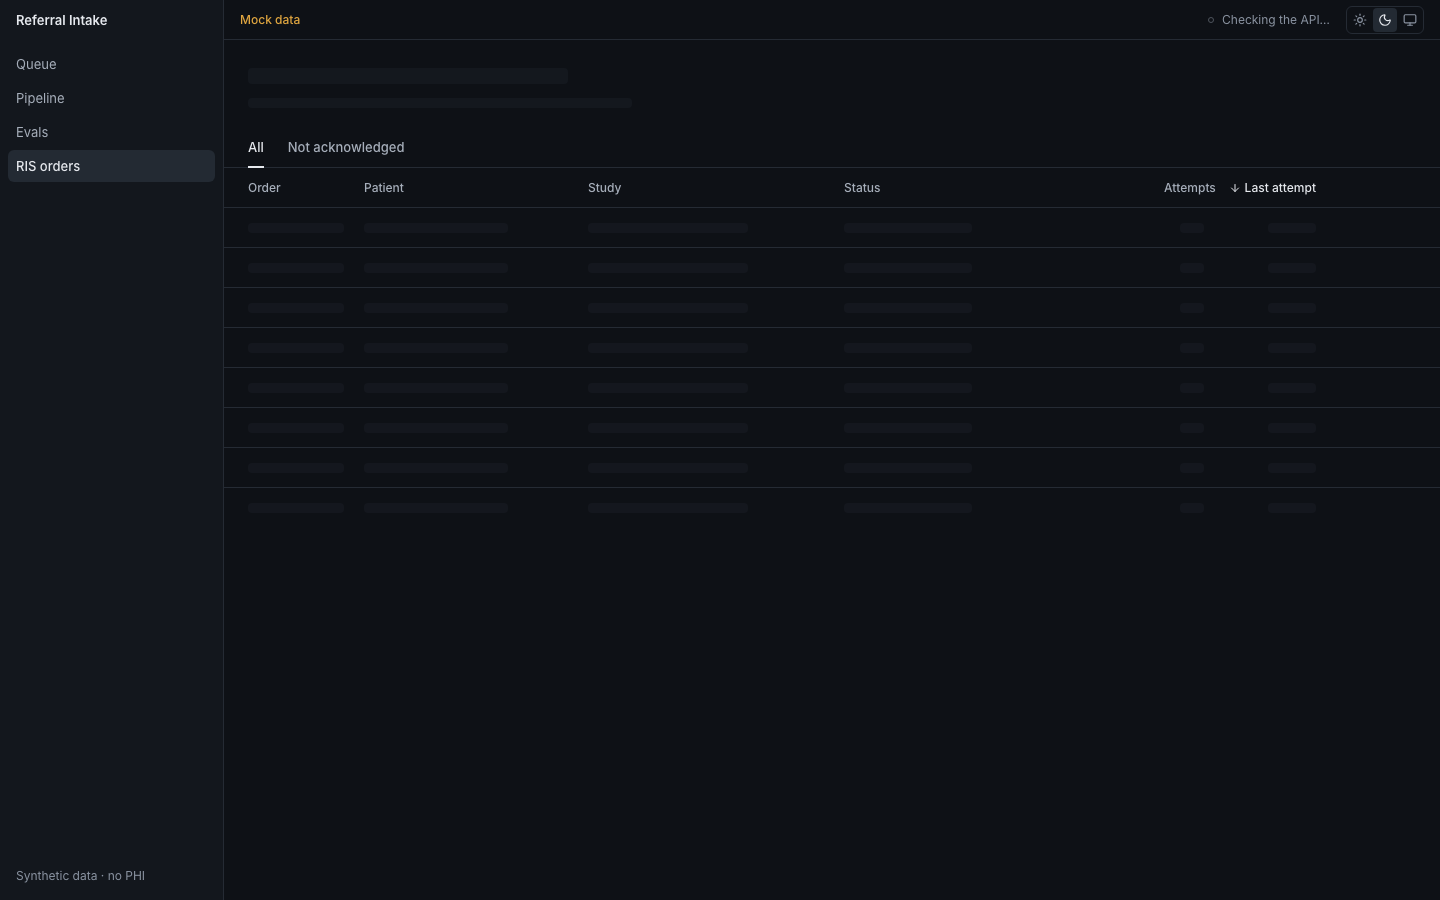 Referral Intake
Queue
Pipeline
Evals
RIS orders
Synthetic data · no PHI
Mock data
Checking the API...
All
Not acknowledged
Order
Patient
Study
Status
Attempts
↓ Last attempt